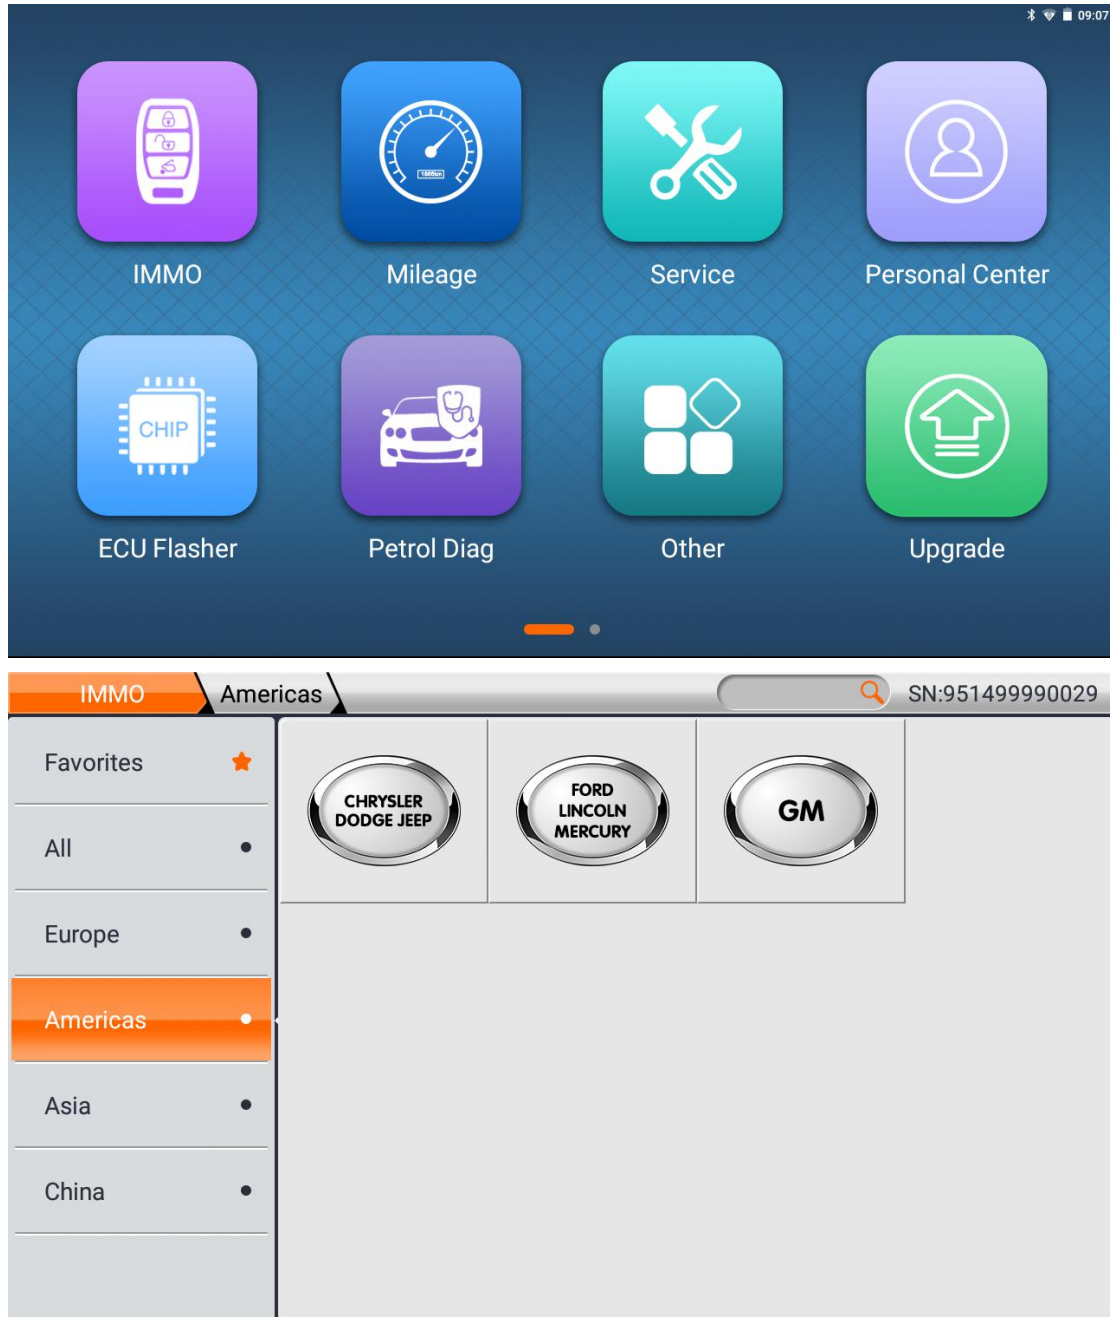 09:07
1888km
IMMO
Mileage
Service
Personal Center
CHIP
ECU Flasher
Petrol Diag
Other
Upgrade
IMMO
Americas
SN:951499990029
Favorites
All
Europe
Americas
Asia
China
CHRYSLER
DODGE JEEP
FORD
LINCOLN
MERCURY
GM